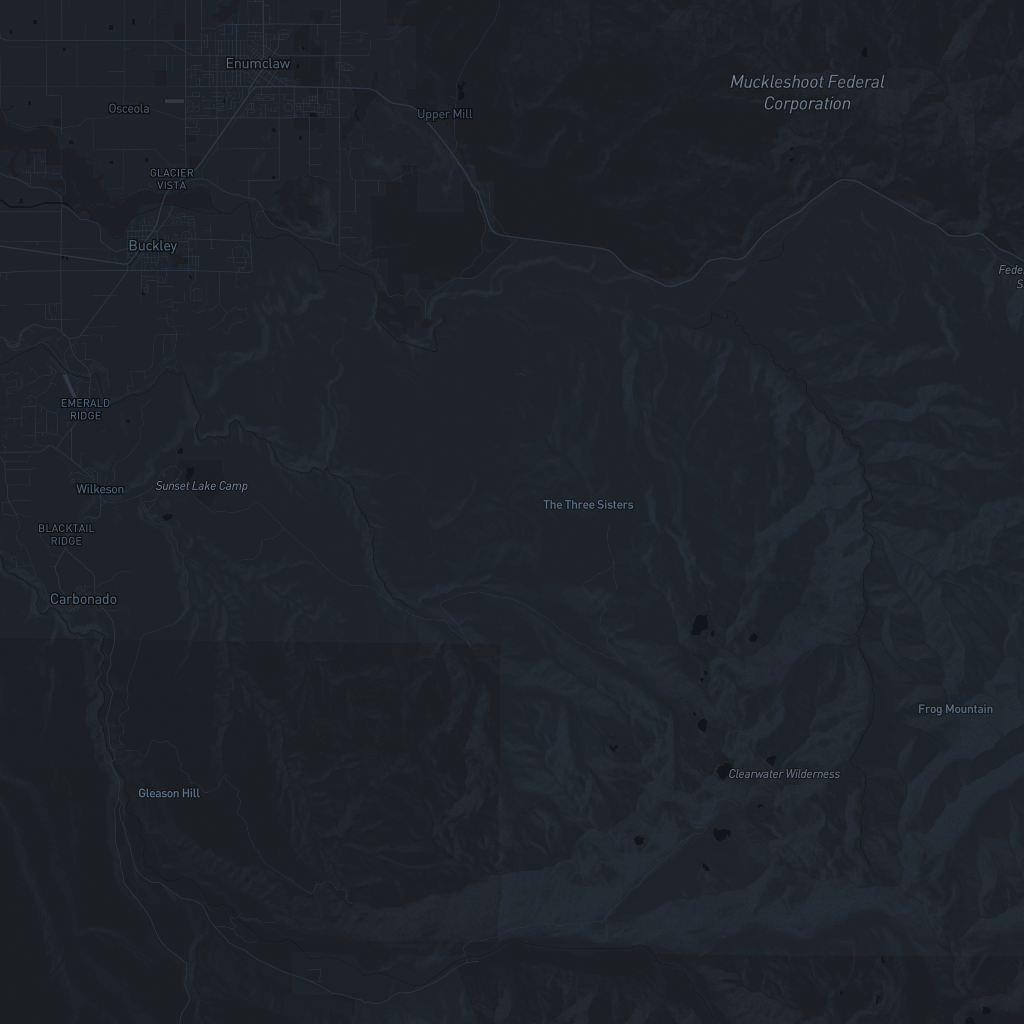 Enumclaw
Muckleshoot Federal
Corporation
Osceola
Upper Mill
GLACIER
VISTA
Buckley
EMERALD
RIDGE
Wilkeson
Sunset Lake Camp
The Three Sisters
BLACKTAIL
RIDGE
Carbonado
Frog Mountain
Clearwater Wilderness
Gleason Hill